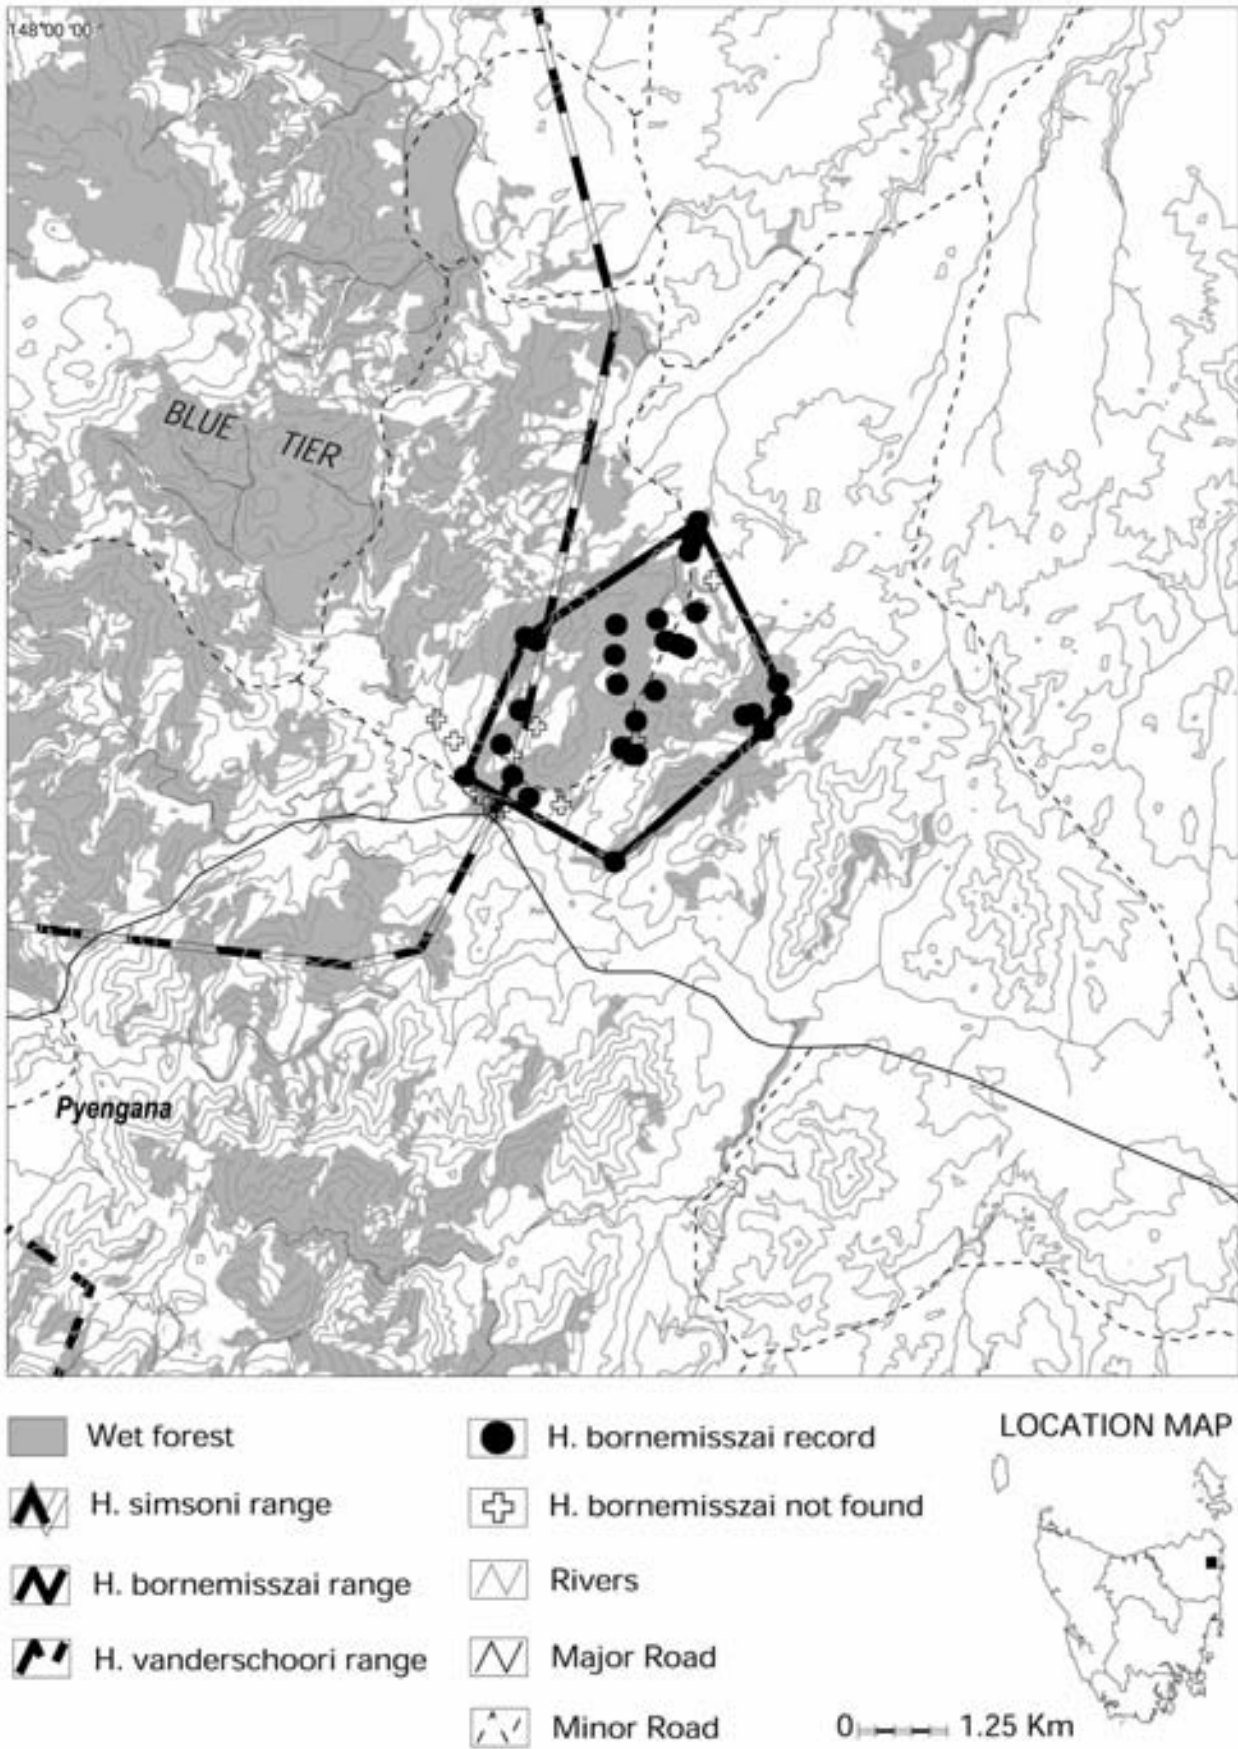 148°00 '00 "
BLUE TIER
Pyengana
Wet forest
H. simsoni range
H. bornemisszai range
H. vanderschoori range
H. bornemisszai record
H. bornemisszai not found
Rivers
Major Road
Minor Road
LOCATION MAP
0 1.25 Km